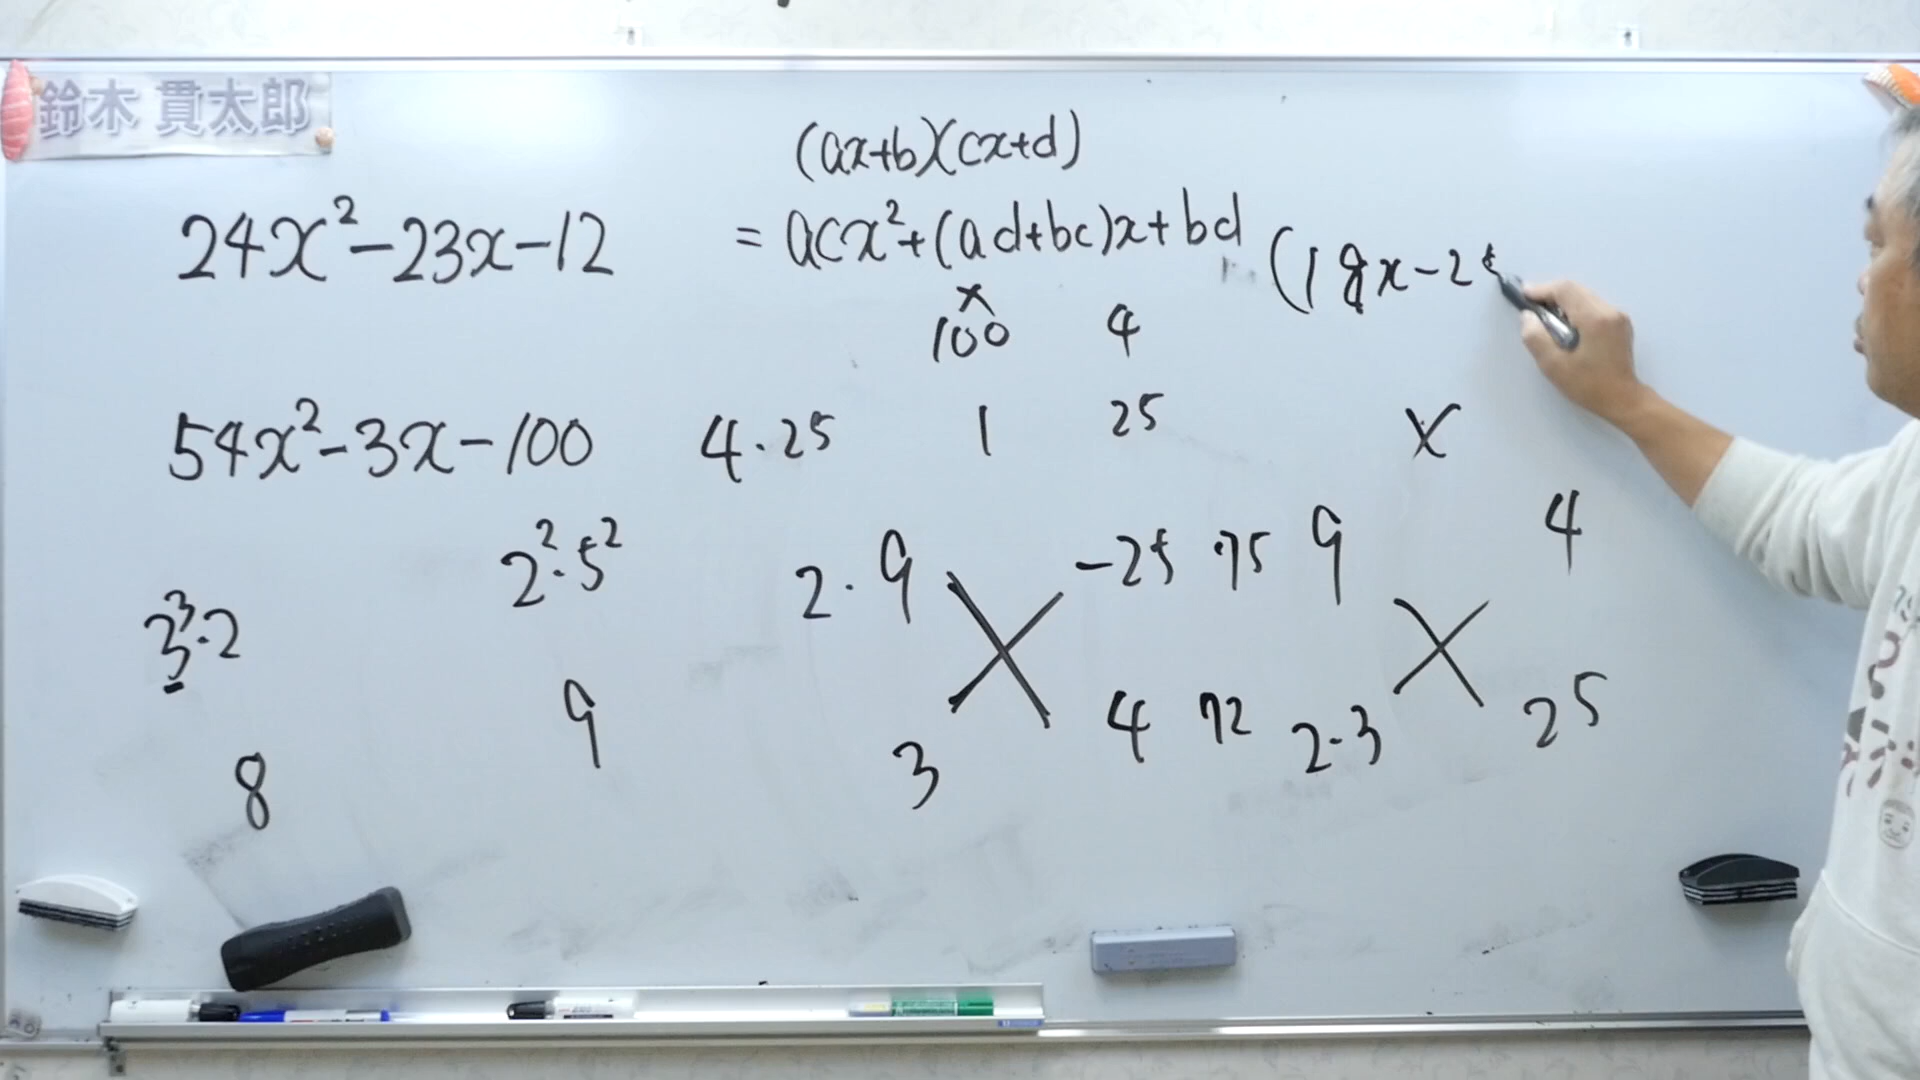 鈴木 貫太郎
(ax+b)(cx+d)
24x²-23x-12
= acx²+(ad+bc)x+bd
(18x-2
x
100 4
54x²-3x-100
4・25
1 25
x
2²・5²
3³・2
2・9 -25 75
9 4
3 4 72
2・3 25
9
8